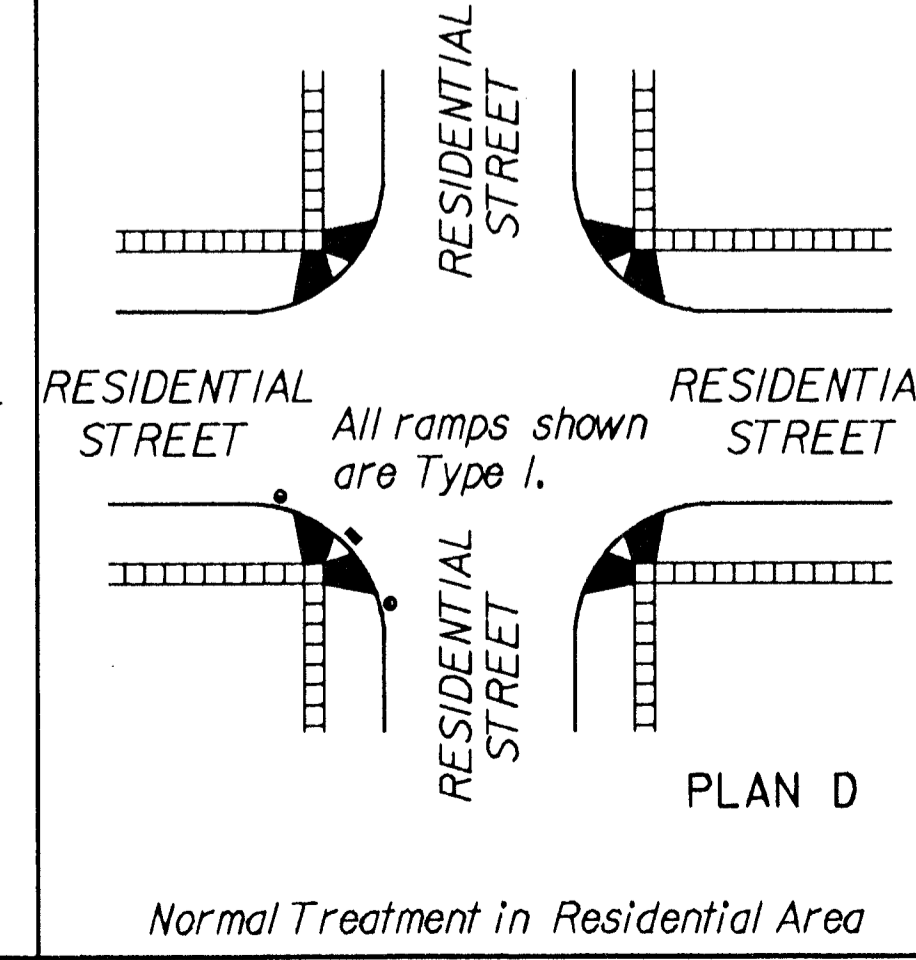 RESIDENTIAL
STREET
RESIDENTIAL
STREET
RESIDENTIA
STREET
All ramps shown
are Type 1.
RESIDENTIAL
STREET
PLAN D
Normal Treatment in Residential Area